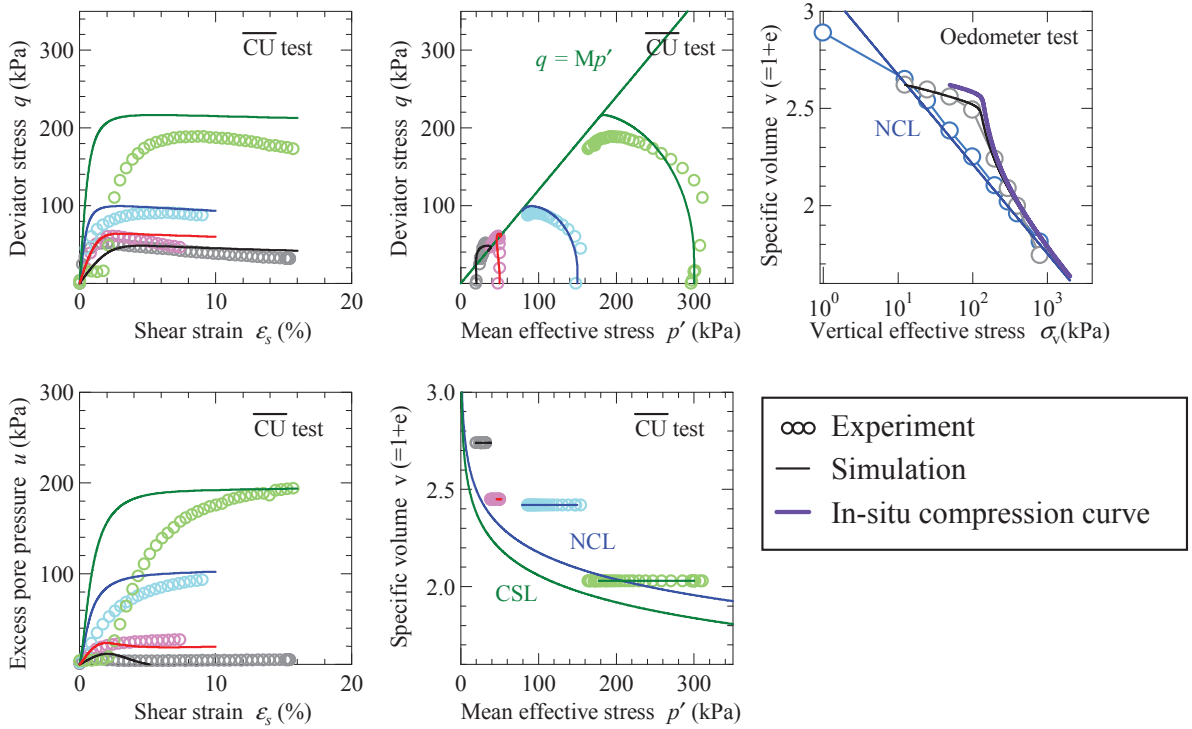 300
200
100
0
0
10
20
Deviator stress q (kPa)
Shear strain εs (%)
CU test
300
200
100
0
0
100
200
300
Deviator stress q (kPa)
Mean effective stress p′ (kPa)
q = Mp′
CU test
3
2.5
2
10⁰
10¹
10²
10³
Specific volume v (=1+e)
Vertical effective stress σv(kPa)
Oedometer test
NCL
300
200
100
0
0
10
20
Excess pore pressure u (kPa)
Shear strain εs (%)
CU test
3.0
2.5
2.0
0
100
200
300
Specific volume v (=1+e)
Mean effective stress p′ (kPa)
CU test
NCL
CSL
Experiment
Simulation
In-situ compression curve